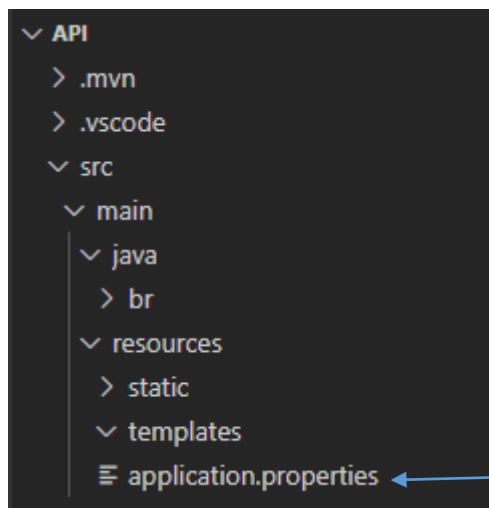 API
.mvn
.vscode
src
main
java
br
resources
static
templates
application.properties